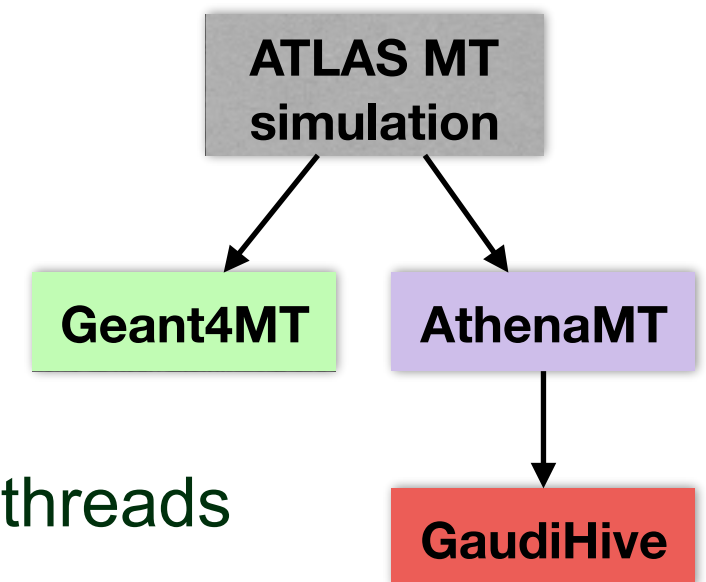 ATLAS MT
simulation
Geant4MT
AthenaMT
threads
GaudiHive